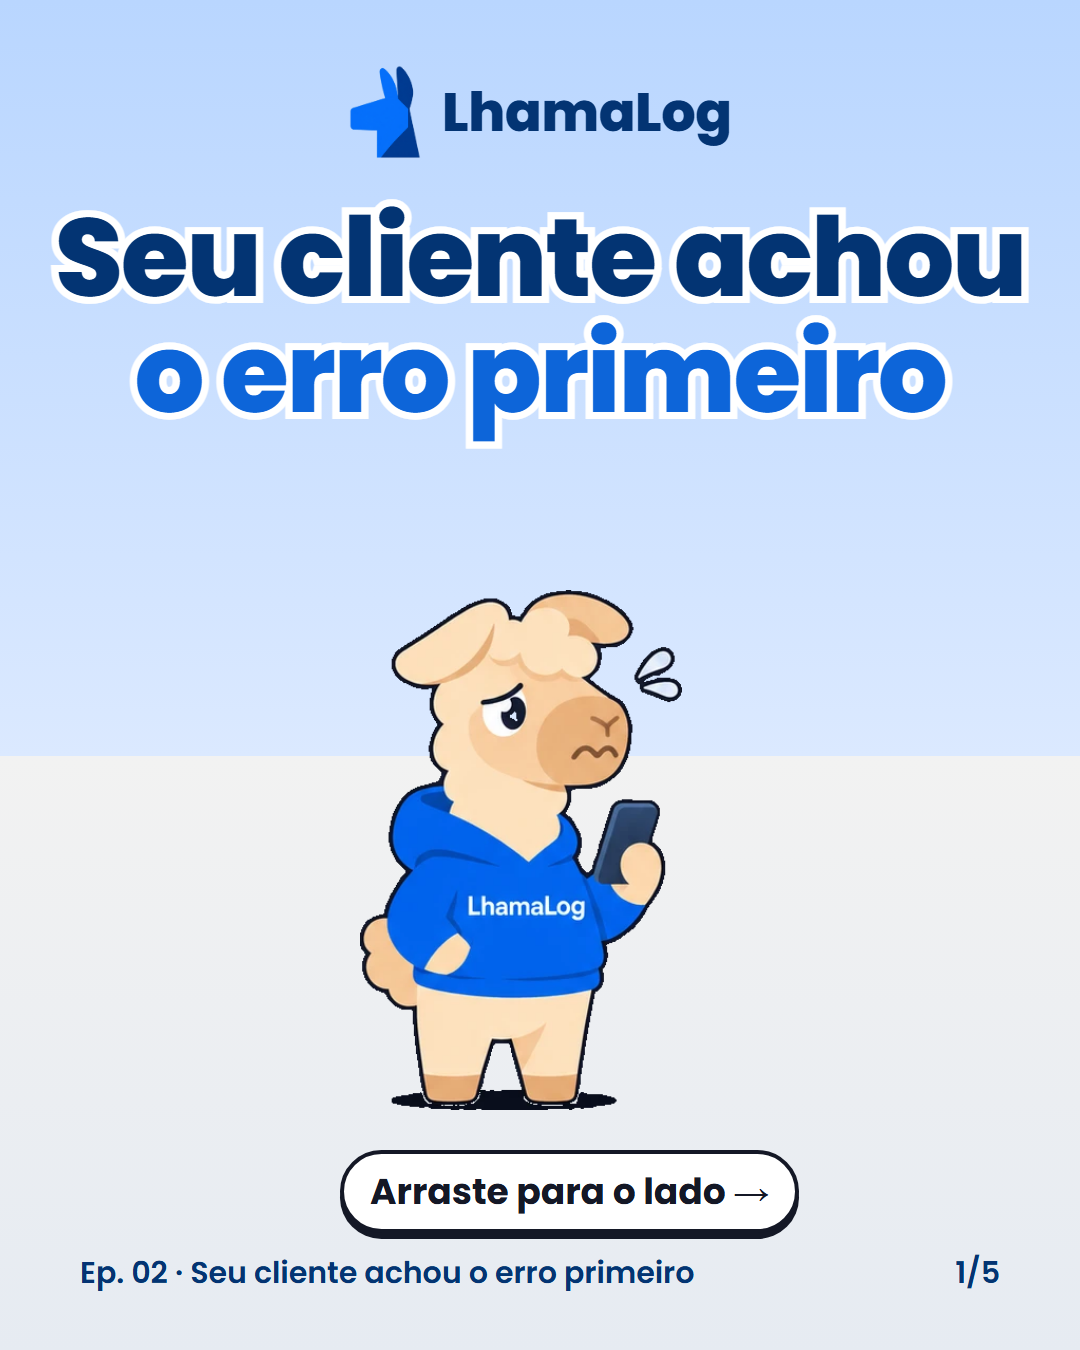 LhamaLog
Seu cliente achou
o erro primeiro
LhamaLog
Arraste para o lado →
Ep. 02 · Seu cliente achou o erro primeiro
1/5